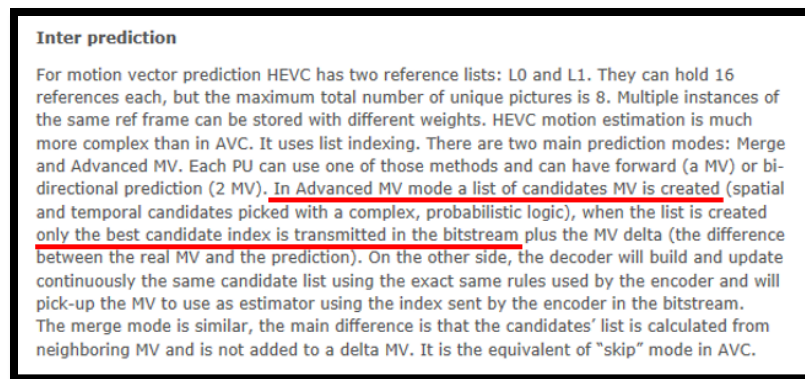 Inter prediction
For motion vector prediction HEVC has two reference lists: L0 and L1. They can hold 16
references each, but the maximum total number of unique pictures is 8. Multiple instances of
the same ref frame can be stored with different weights. HEVC motion estimation is much
more complex than in AVC. It uses list indexing. There are two main prediction modes: Merge
and Advanced MV. Each PU can use one of those methods and can have forward (a MV) or bi-
directional prediction (2 MV). In Advanced MV mode a list of candidates MV is created (spatial
and temporal candidates picked with a complex, probabilistic logic), when the list is created
only the best candidate index is transmitted in the bitstream plus the MV delta (the difference
between the real MV and the prediction). On the other side, the decoder will build and update
continuously the same candidate list using the exact same rules used by the encoder and will
pick-up the MV to use as estimator using the index sent by the encoder in the bitstream.
The merge mode is similar, the main difference is that the candidates’ list is calculated from
neighboring MV and is not added to a delta MV. It is the equivalent of “skip” mode in AVC.